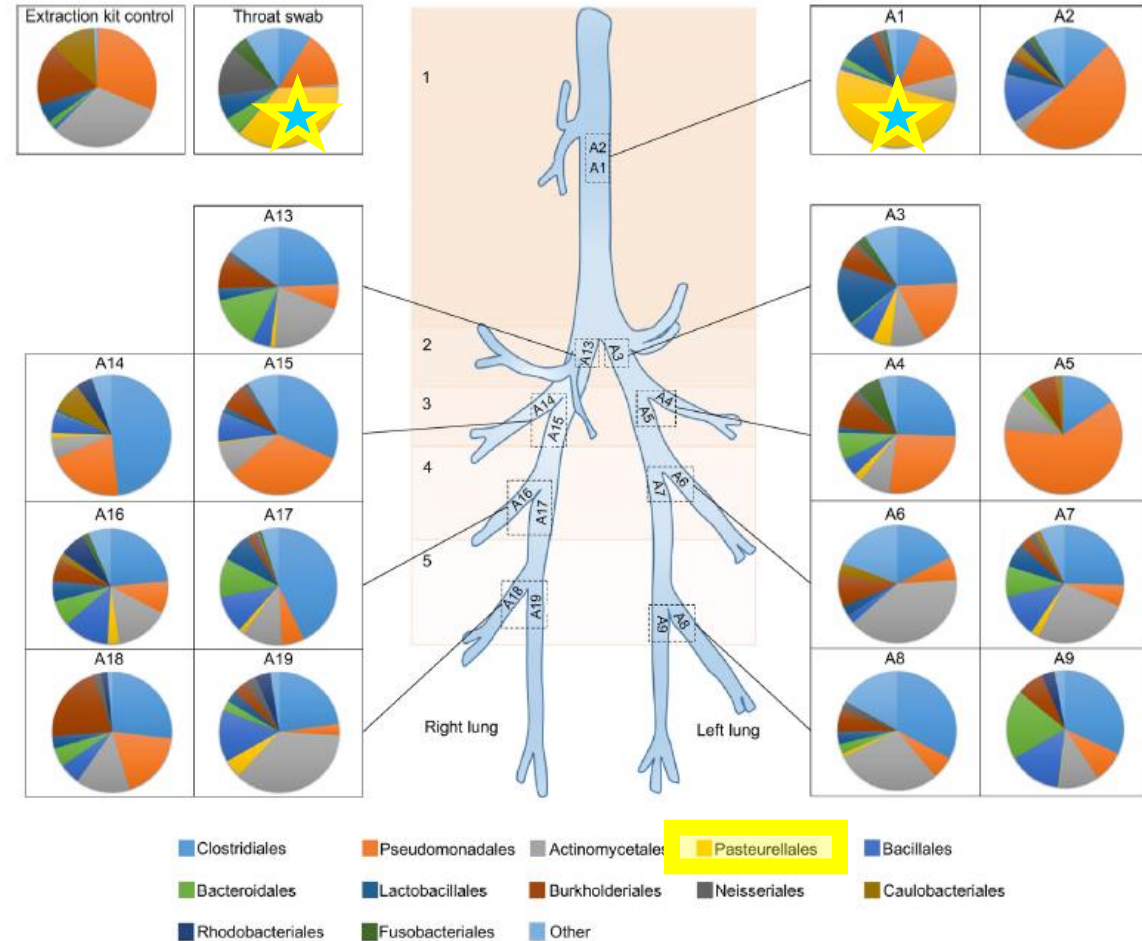 Extraction kit control
Throat swab
A1
A2
1
A2
A1
A13
A3
2
A13
A3
A14
A15
3
A14
A15
A4
A5
A4
A5
4
A16
A17
A6
A7
A16
A17
A6
A7
5
A18
A19
A9
A8
A18
A19
A8
A9
Right lung
Left lung
Clostridiales
Pseudomonadales
Actinomycetales
Pasteurellales
Bacillales
Bacteroidales
Lactobacillales
Burkholderiales
Neisseriales
Caulobacteriales
Rhodobacteriales
Fusobacteriales
Other